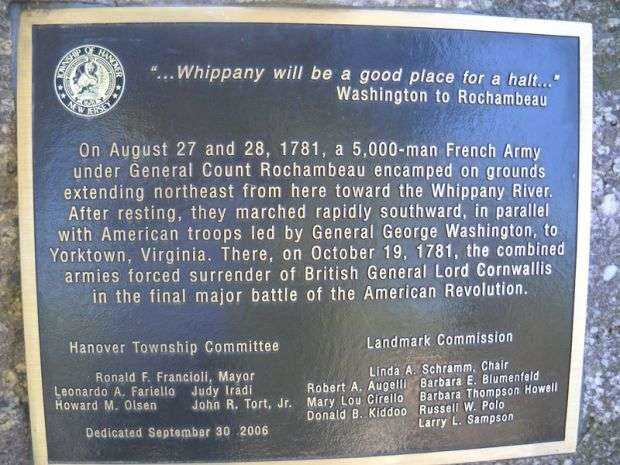 TOWNSHIP OF HANOVER
NEW JERSEY
"...Whippany will be a good place for a halt..."
Washington to Rochambeau
On August 27 and 28, 1781, a 5,000-man French Army
under General Count Rochambeau encamped on grounds
extending northeast from here toward the Whippany River.
After resting, they marched rapidly southward, in parallel
with American troops led by General George Washington, to
Yorktown, Virginia. There, on October 19, 1781, the combined
armies forced surrender of British General Lord Cornwallis
in the final major battle of the American Revolution.
Hanover Township Committee
Ronald F. Francioli, Mayor
Leonardo A. Fariello Judy Iradi
Howard M. Olsen John R. Tort, Jr.
Dedicated September 30 2006
Landmark Commission
Linda A. Schramm, Chair
Robert A. Augelli Barbara E. Blumenfeld
Mary Lou Cirello Barbara Thompson Howell
Donald B. Kiddoo Russell W. Polo
Larry L. Sampson